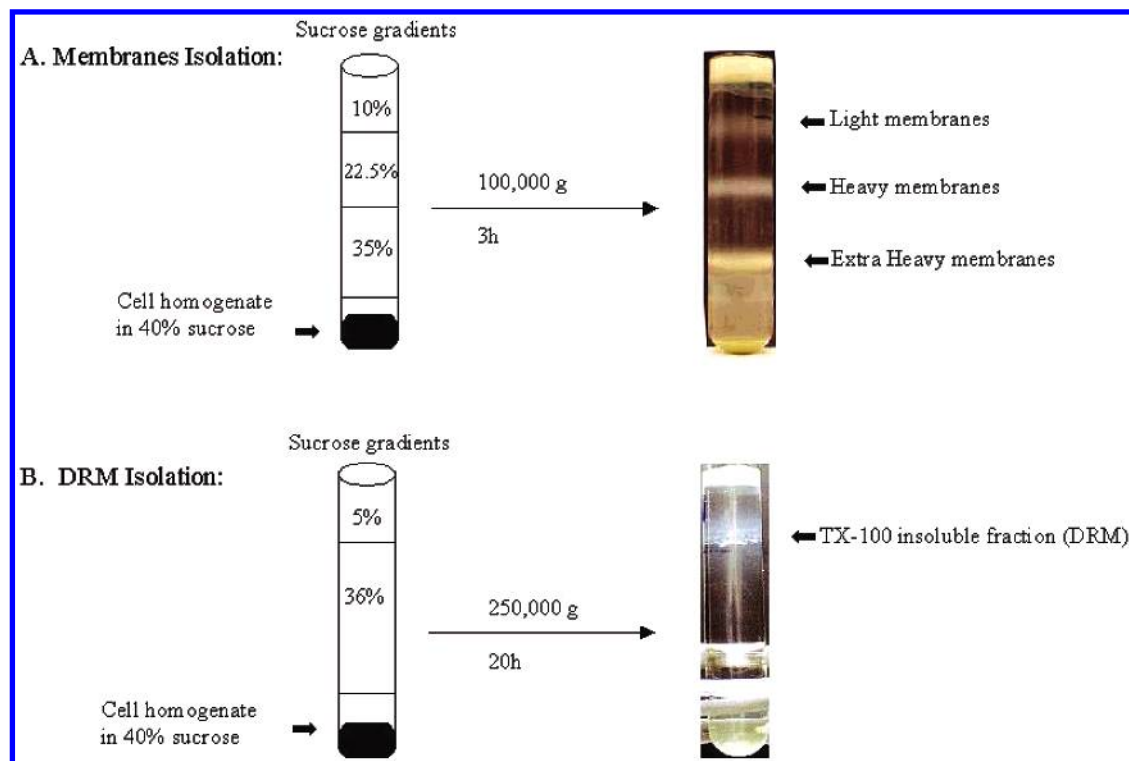 Sucrose gradients
A. Membranes Isolation:
10%
22.5%
35%
Cell homogenate
in 40% sucrose
100,000 g
3h
Light membranes
Heavy membranes
Extra Heavy membranes
Sucrose gradients
B. DRM Isolation:
5%
36%
Cell homogenate
in 40% sucrose
250,000 g
20h
TX-100 insoluble fraction (DRM)